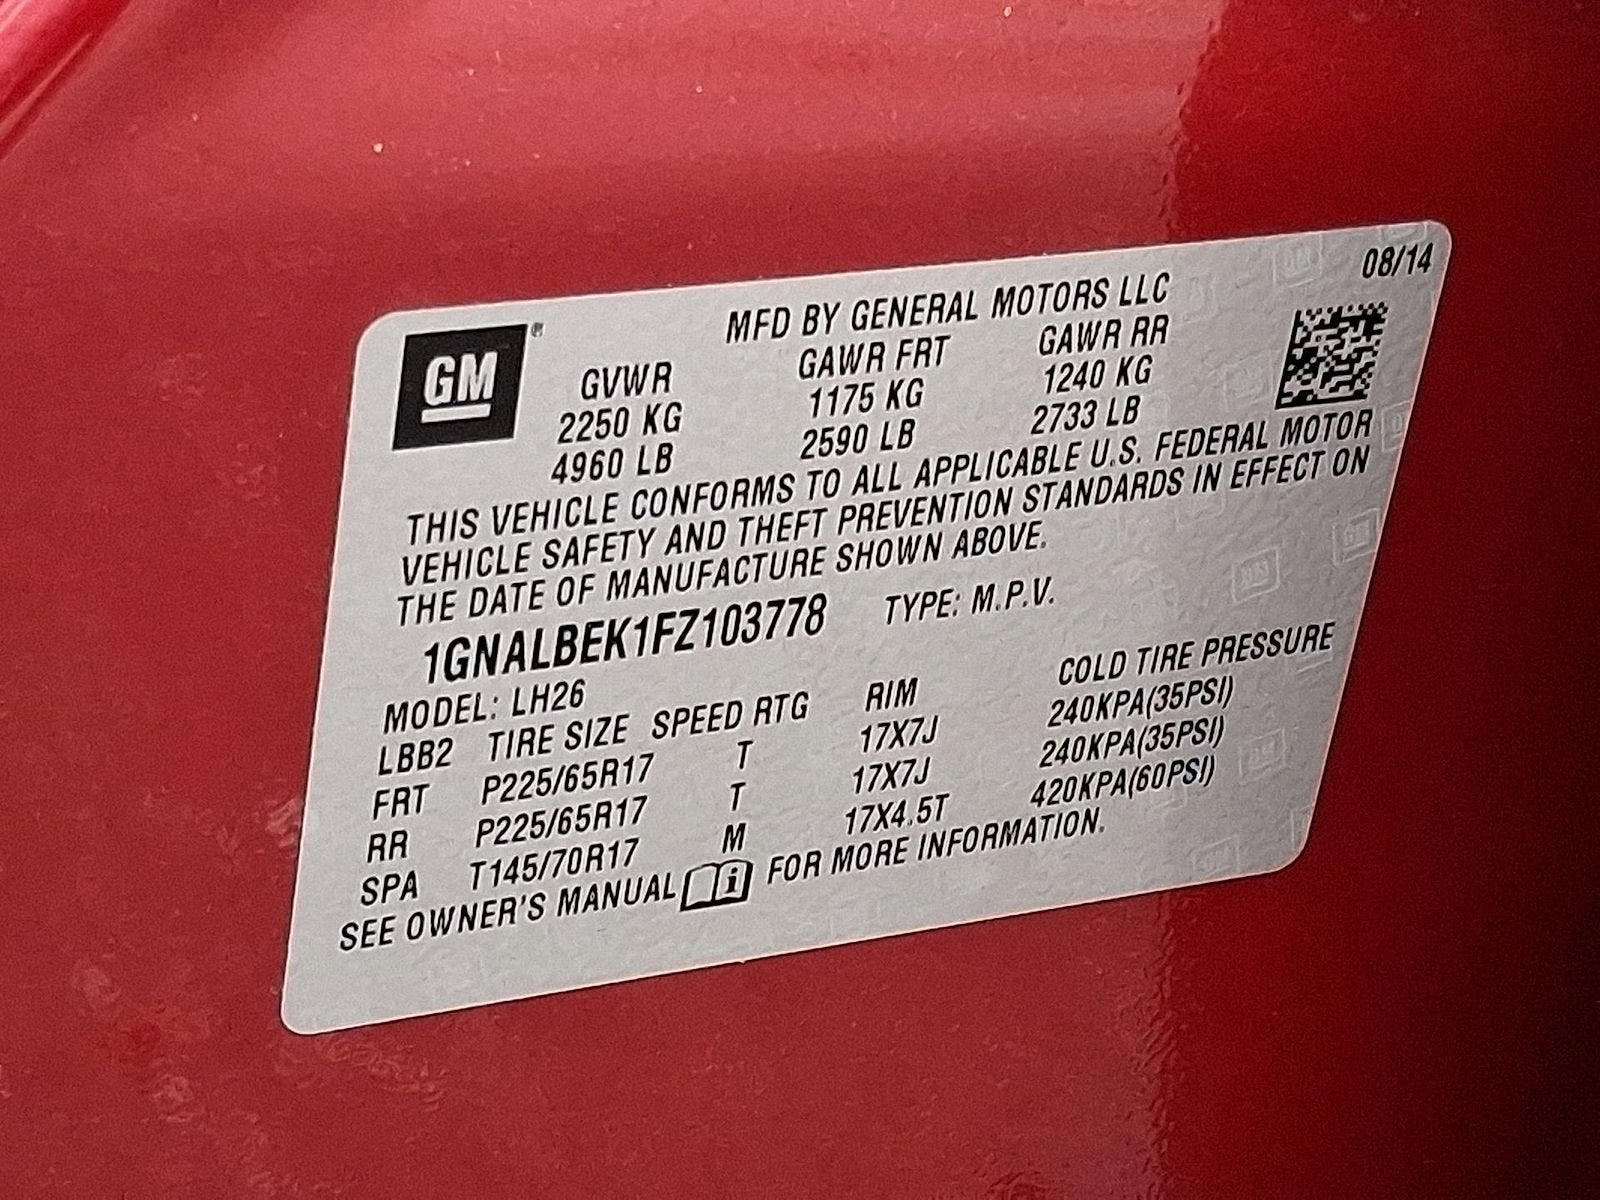 08/14
MFD BY GENERAL MOTORS LLC
GM®
GVWR GAWR FRT GAWR RR
2250 KG 1175 KG 1240 KG
4960 LB 2590 LB 2733 LB
THIS VEHICLE CONFORMS TO ALL APPLICABLE U.S. FEDERAL MOTOR
VEHICLE SAFETY AND THEFT PREVENTION STANDARDS IN EFFECT ON
THE DATE OF MANUFACTURE SHOWN ABOVE.
1GNALBEK1FZ103778 TYPE: M.P.V.
MODEL: LH26
LBB2 TIRE SIZE SPEED RTG RIM COLD TIRE PRESSURE
FRT P225/65R17 T 17X7J 240KPA(35PSI)
RR P225/65R17 T 17X7J 240KPA(35PSI)
SPA T145/70R17 M 17X4.5T 420KPA(60PSI)
SEE OWNER'S MANUAL i FOR MORE INFORMATION.